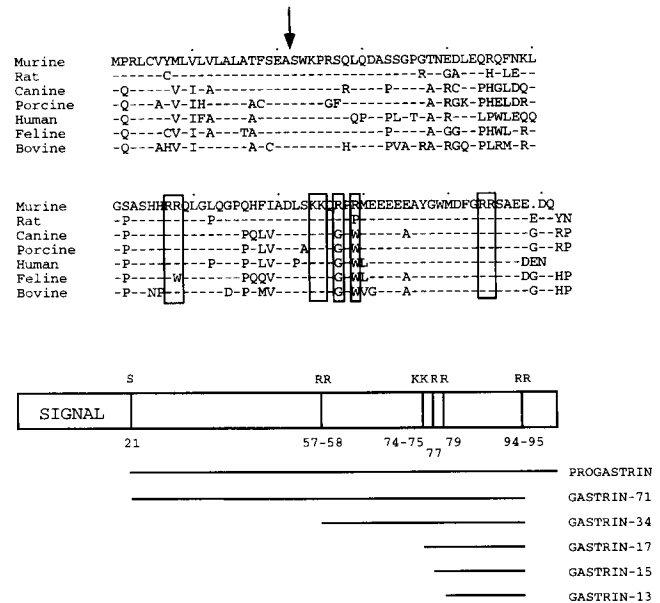 Murine MPRLCVYMLVLVLALATFSEASWKPRSQLQDASSGPGTNEDLEQRQFNKL
Rat ------C-----------------------------R--GA---H-LE--
Canine -Q-----V-I-A---------------R----P----A-RC--PHGLDQ-
Porcine -Q---A-V-IH-----AC-------GF-----------A-RGK-PHELDR-
Human -Q-----V-IFA----A-----------QP--PL-T-A-R---LPWLEQQ
Feline -Q----CV-I-A---TA---------------P----A-GG--PHWL-R-
Bovine -Q---AHV-I-----A-C--------H----PVA-RA-RGQ-PLRM-R-
Murine GSASHHRRQLGLQGPQHFIADLSKKQRPRMEEEEEAYGWMDFGRRSAEE.DQ
Rat -P---------L----------------P--------------------E-YN
Canine -P-------------PQLV-------G-W-----A--------------G--RP
Porcine -P-------------P-LV---A---G-W--------------------G--RP
Human -P---------L---P-LV--P------WL-------------------DEN
Feline -P-----W-------PQQV-------G-WL----A-------------DG--HP
Bovine -P--NP------D-P-MV-------G-WVG---A--------------G--HP
S RR KKRR RR
SIGNAL
21 57-58 74-75 77 79 94-95
PROGASTRIN
GASTRIN-71
GASTRIN-34
GASTRIN-17
GASTRIN-15
GASTRIN-13